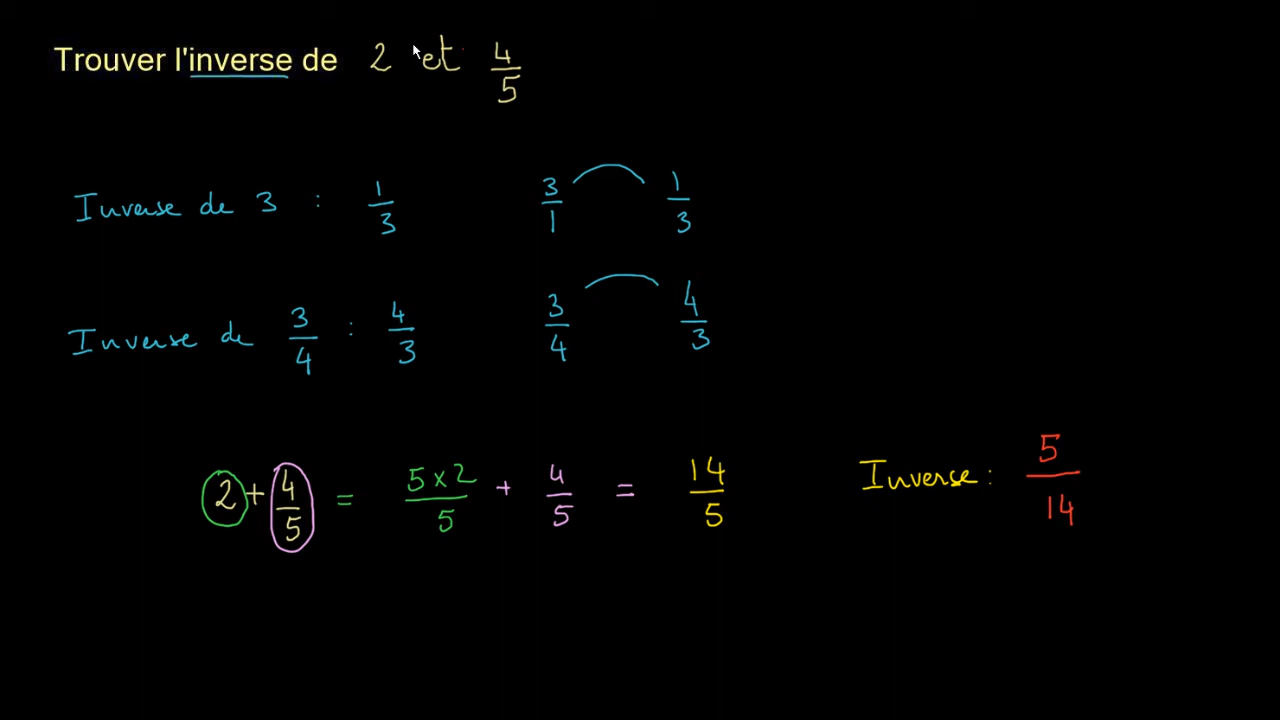 Trouver l'inverse de 2 et 4/5
Inverse de 3 : 1/3 3/1 1/3
Inverse de 3/4 : 4/3 3/4 4/3
2 + 4/5 = 5 x 2/5 + 4/5 = 14/5 Inverse : 5/14